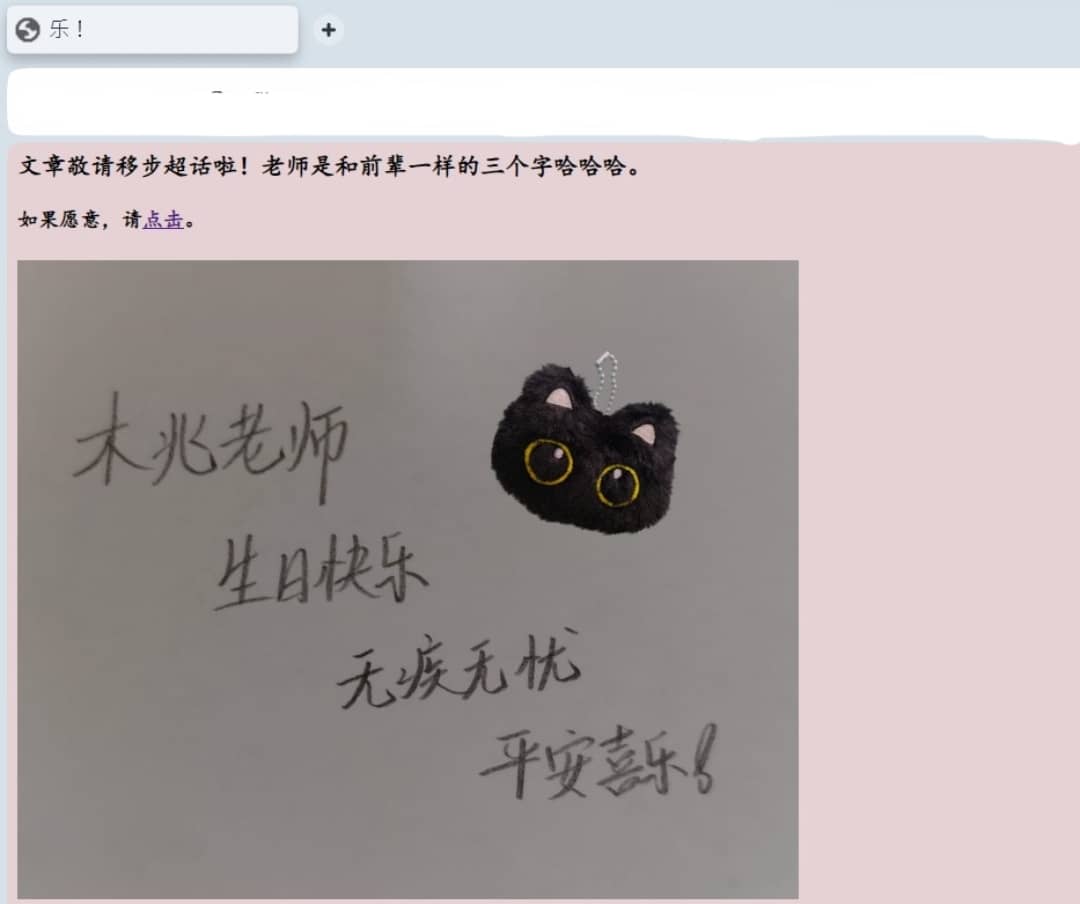 乐！
文章敬请移步超话啦！老师是和前辈一样的三个字哈哈哈。
如果愿意，请点击。
木兆老师
生日快乐
无疾无忧
平安喜乐！